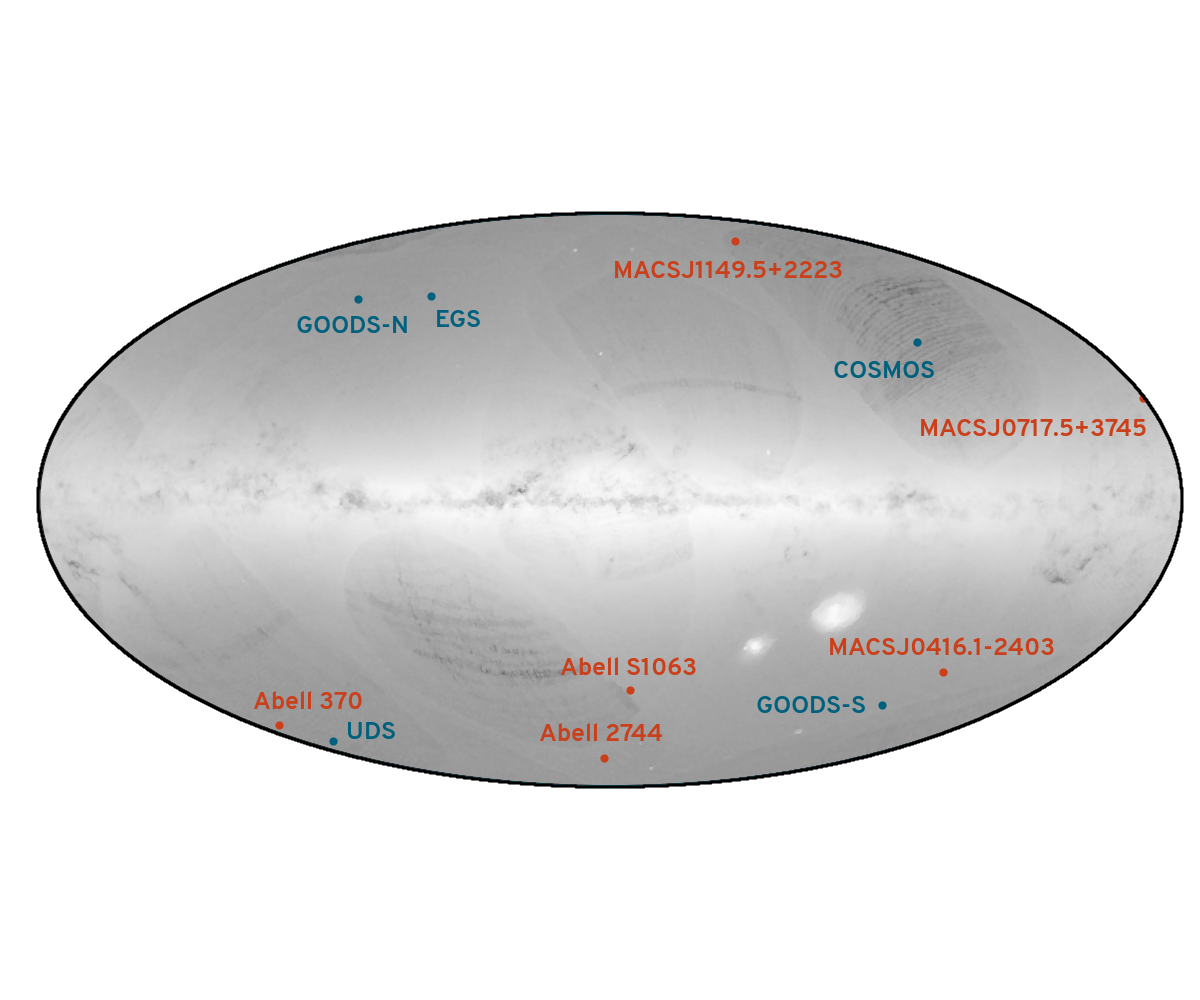 MACSJ1149.5+2223
GOODS-N
EGS
COSMOS
MACSJ0717.5+3745
MACSJ0416.1-2403
Abell S1063
Abell 370
GOODS-S
UDS
Abell 2744